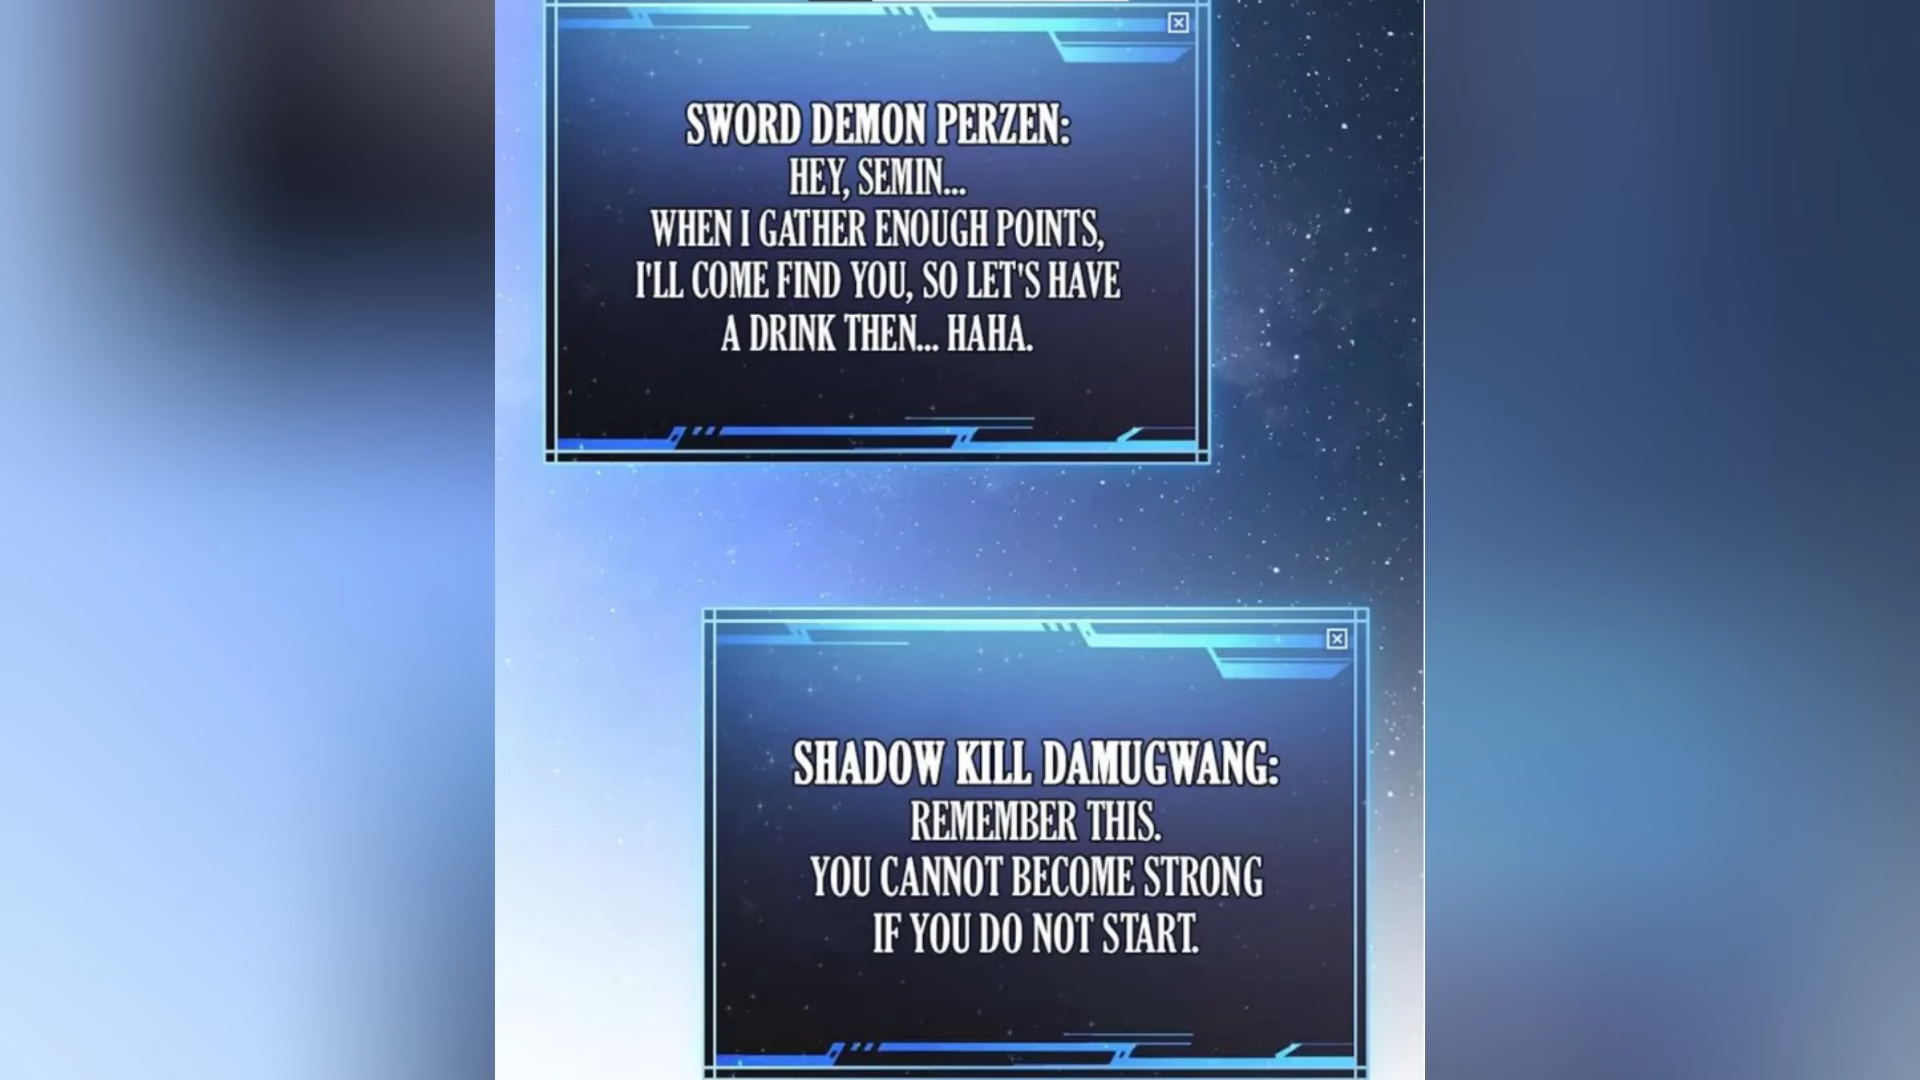 SWORD DEMON PERZEN:
HEY, SEMIN...
WHEN I GATHER ENOUGH POINTS,
I'LL COME FIND YOU, SO LET'S HAVE
A DRINK THEN... HAHA.
SHADOW KILL DAMUGWANG:
REMEMBER THIS.
YOU CANNOT BECOME STRONG
IF YOU DO NOT START.